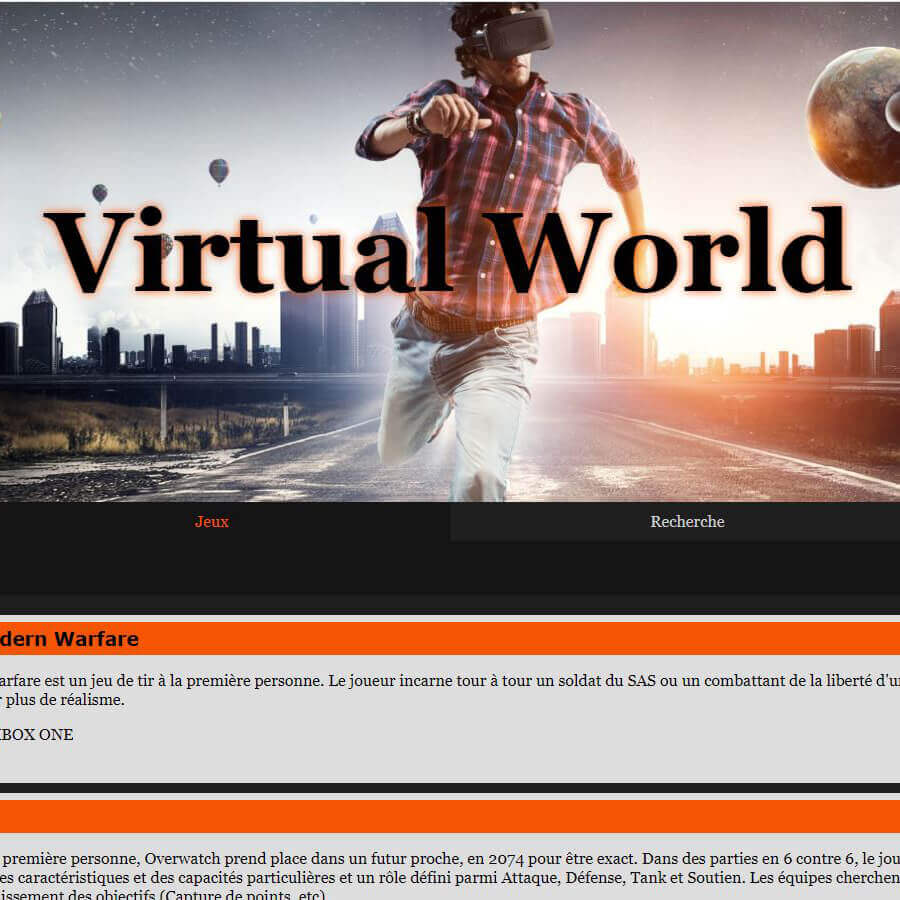 Virtual World
Jeux
Recherche
dern Warfare
arfare est un jeu de tir à la première personne. Le joueur incarne tour à tour un soldat du SAS ou un combattant de la liberté d'u
r plus de réalisme.
XBOX ONE
première personne, Overwatch prend place dans un futur proche, en 2074 pour être exact. Dans des parties en 6 contre 6, le jou
es caractéristiques et des capacités particulières et un rôle défini parmi Attaque, Défense, Tank et Soutien. Les équipes cherchen
issement des objectifs (Capture de points, etc)